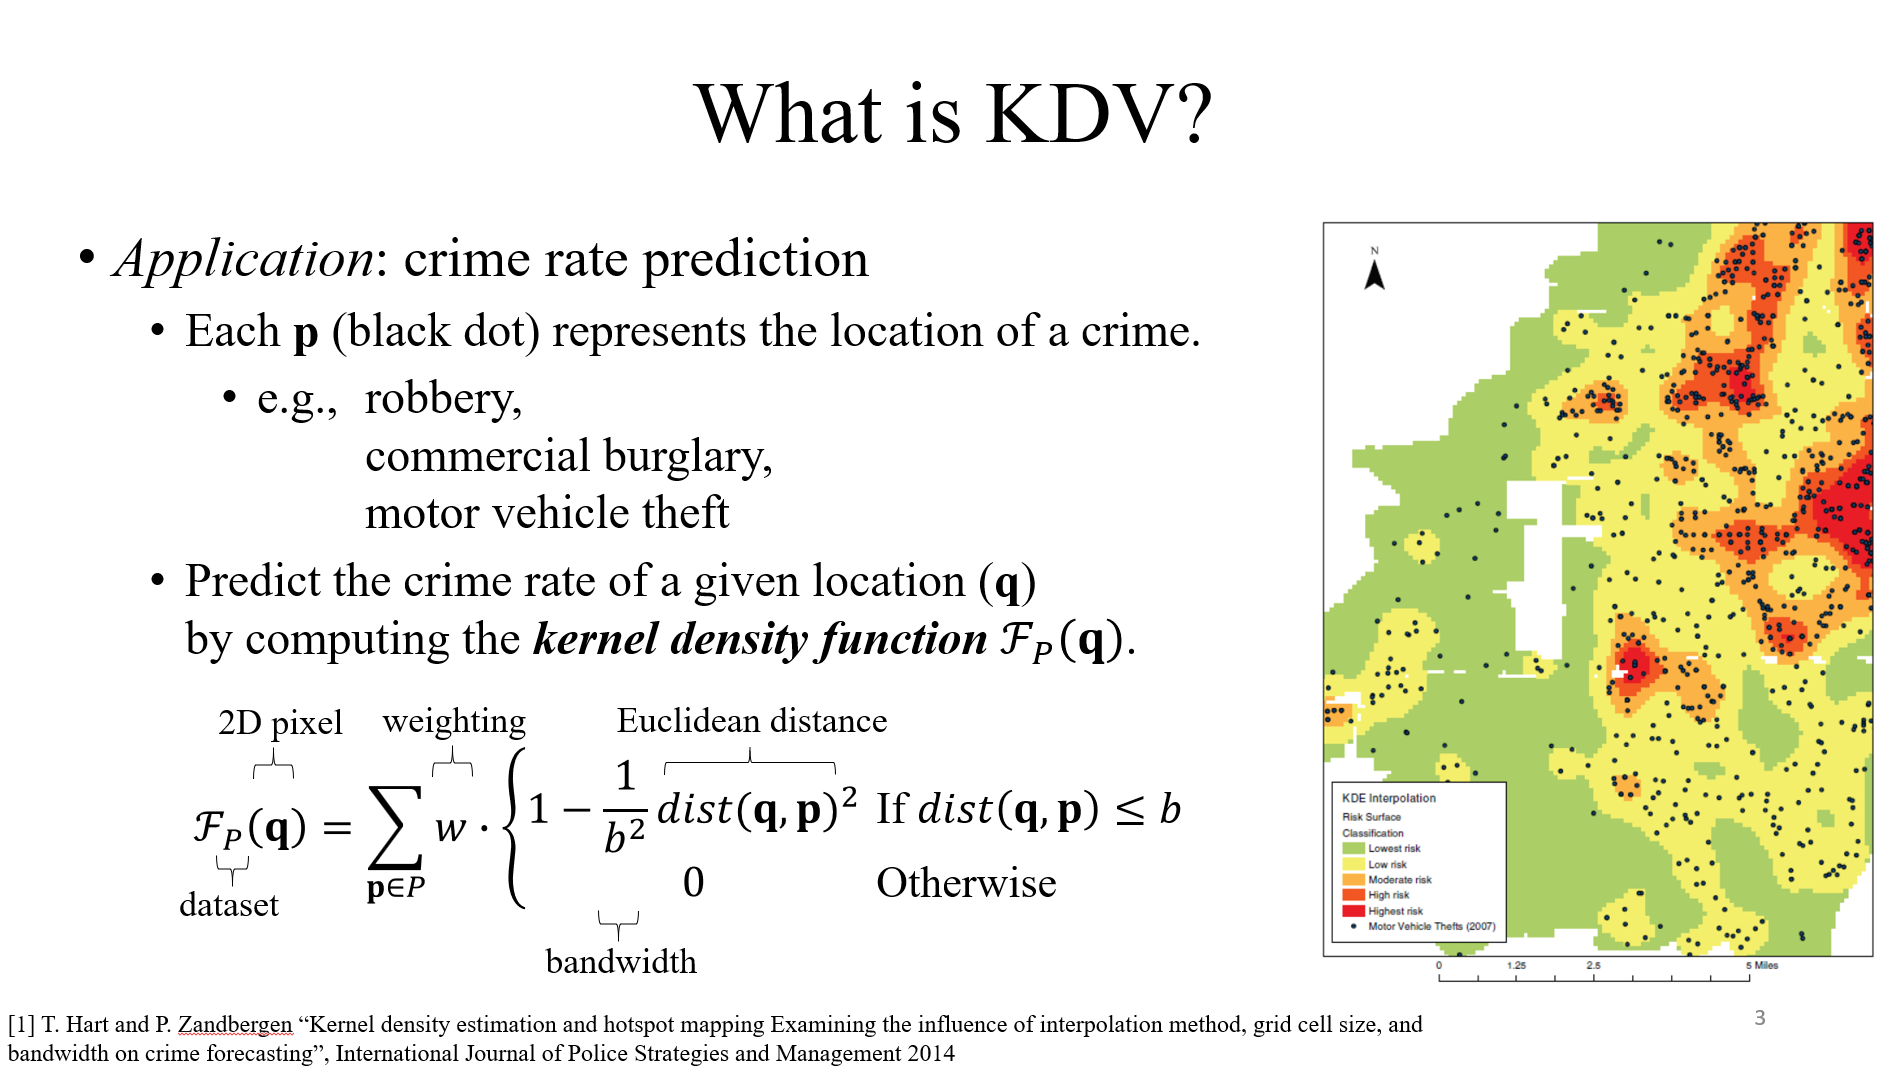 What is KDV?
• Application: crime rate prediction
• Each p (black dot) represents the location of a crime.
• e.g., robbery,
commercial burglary,
motor vehicle theft
• Predict the crime rate of a given location (q)
by computing the kernel density function ℱ_P(q).
2D pixel weighting Euclidean distance
ℱ_P(q) = ∑_{p∈P} w · { 1 − 1/b² dist(q, p)² If dist(q, p) ≤ b
0 Otherwise
dataset
bandwidth
N
KDE Interpolation
Risk Surface
Classification
Lowest risk
Low risk
Moderate risk
High risk
Highest risk
Motor Vehicle Thefts (2007)
0 1.25 2.5 5 Miles
[1] T. Hart and P. Zandbergen “Kernel density estimation and hotspot mapping Examining the influence of interpolation method, grid cell size, and
bandwidth on crime forecasting”, International Journal of Police Strategies and Management 2014
3